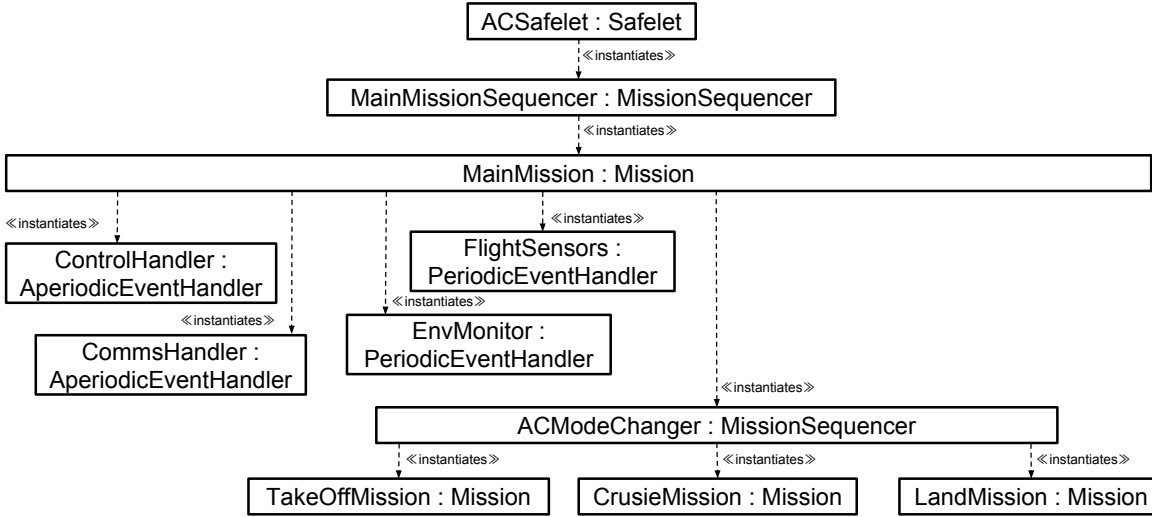 ACSafelet : Safelet
≪instantiates≫
MainMissionSequencer : MissionSequencer
≪instantiates≫
MainMission : Mission
≪instantiates≫
≪instantiates≫
ControlHandler :
AperiodicEventHandler
FlightSensors :
PeriodicEventHandler
≪instantiates≫
≪instantiates≫
CommsHandler :
AperiodicEventHandler
EnvMonitor :
PeriodicEventHandler
≪instantiates≫
ACModeChanger : MissionSequencer
≪instantiates≫
≪instantiates≫
≪instantiates≫
TakeOffMission : Mission
CrusieMission : Mission
LandMission : Mission